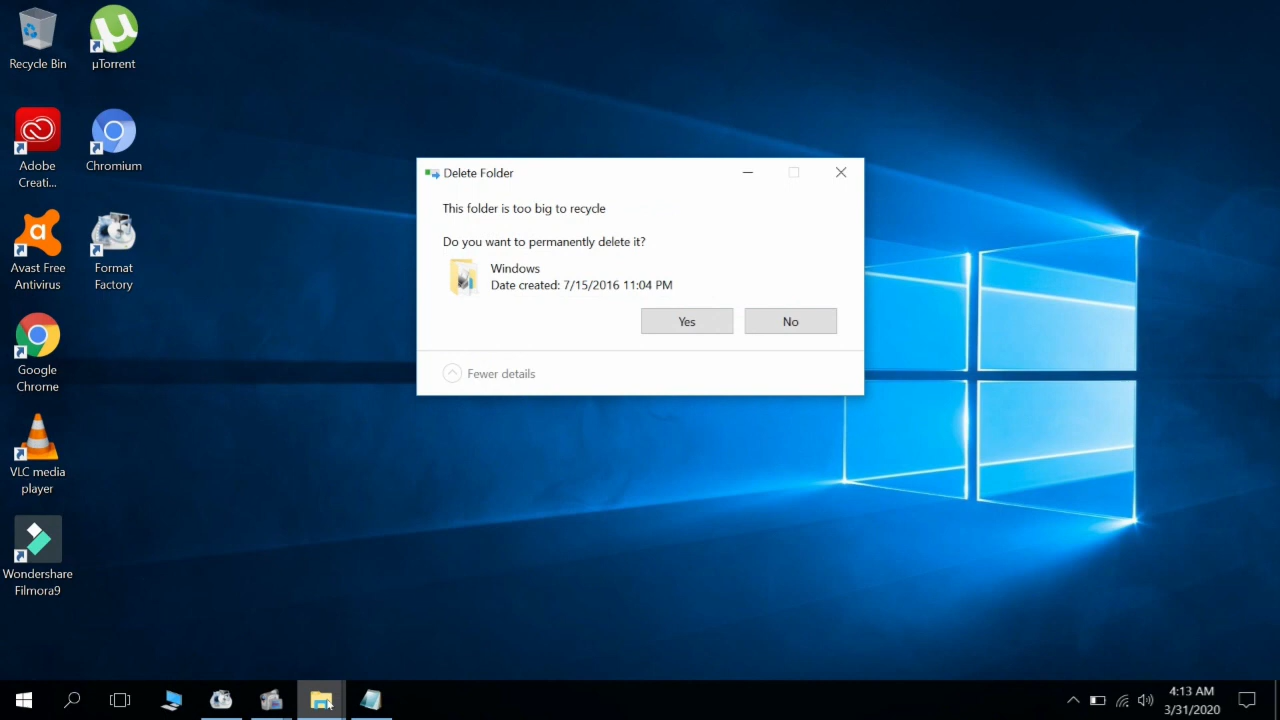 Recycle Bin
µTorrent
Adobe
Creati...
Chromium
Avast Free
Antivirus
Format
Factory
Google
Chrome
VLC media
player
Wondershare
Filmora9
Delete Folder
This folder is too big to recycle
Do you want to permanently delete it?
Windows
Date created: 7/15/2016 11:04 PM
Yes
No
Fewer details
4:13 AM
3/31/2020